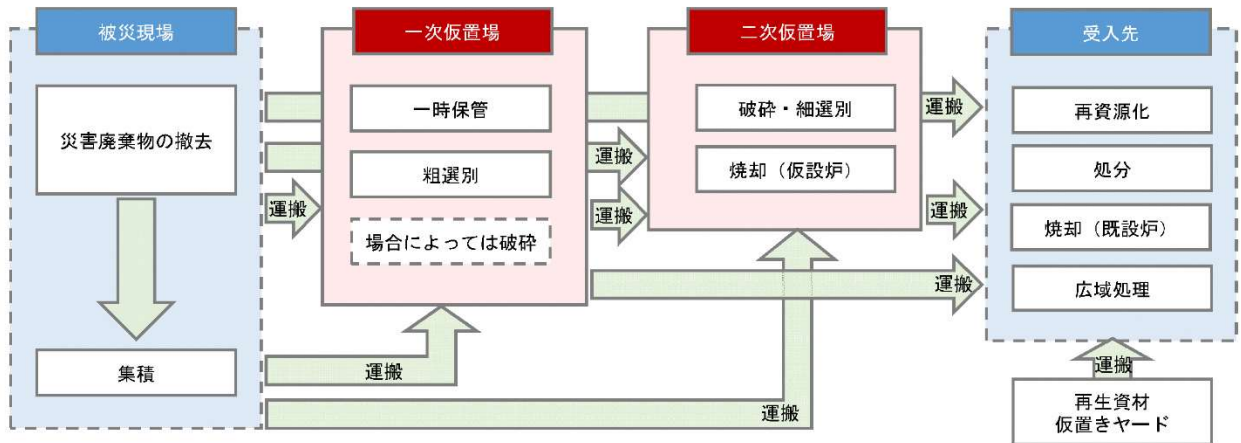 被災現場
災害廃棄物の撤去
集積
運搬
運搬
運搬
一次仮置場
一時保管
粗選別
場合によっては破砕
運搬
運搬
運搬
二次仮置場
破砕・細選別
焼却（仮設炉）
運搬
運搬
受入先
再資源化
処分
焼却（既設炉）
広域処理
運搬
再生資材
仮置きヤード